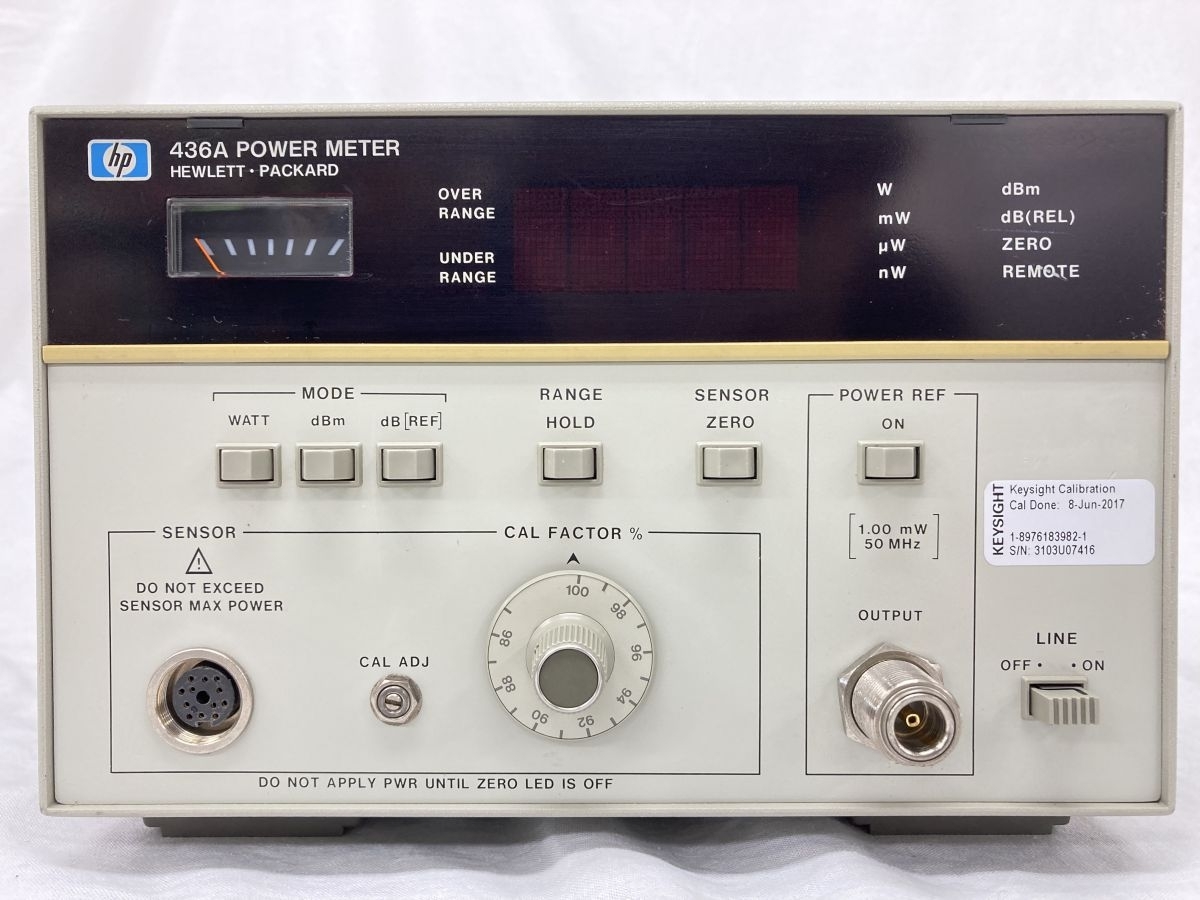 hp
436A POWER METER
HEWLETT • PACKARD
OVER
RANGE
UNDER
RANGE
W
mW
μW
nW
dBm
dB(REL)
ZERO
REMOTE
MODE
WATT
dBm
dB [REF]
RANGE
HOLD
SENSOR
ZERO
POWER REF
ON
[1.00 mW
50 MHz]
OUTPUT
KEYSIGHT
Keysight Calibration
Cal Done: 8-Jun-2017
1-8976183982-1
S/N: 3103U07416
LINE
OFF • • ON
SENSOR
DO NOT EXCEED
SENSOR MAX POWER
CAL ADJ
CAL FACTOR %
100
98
96
94
92
90
88
86
DO NOT APPLY PWR UNTIL ZERO LED IS OFF